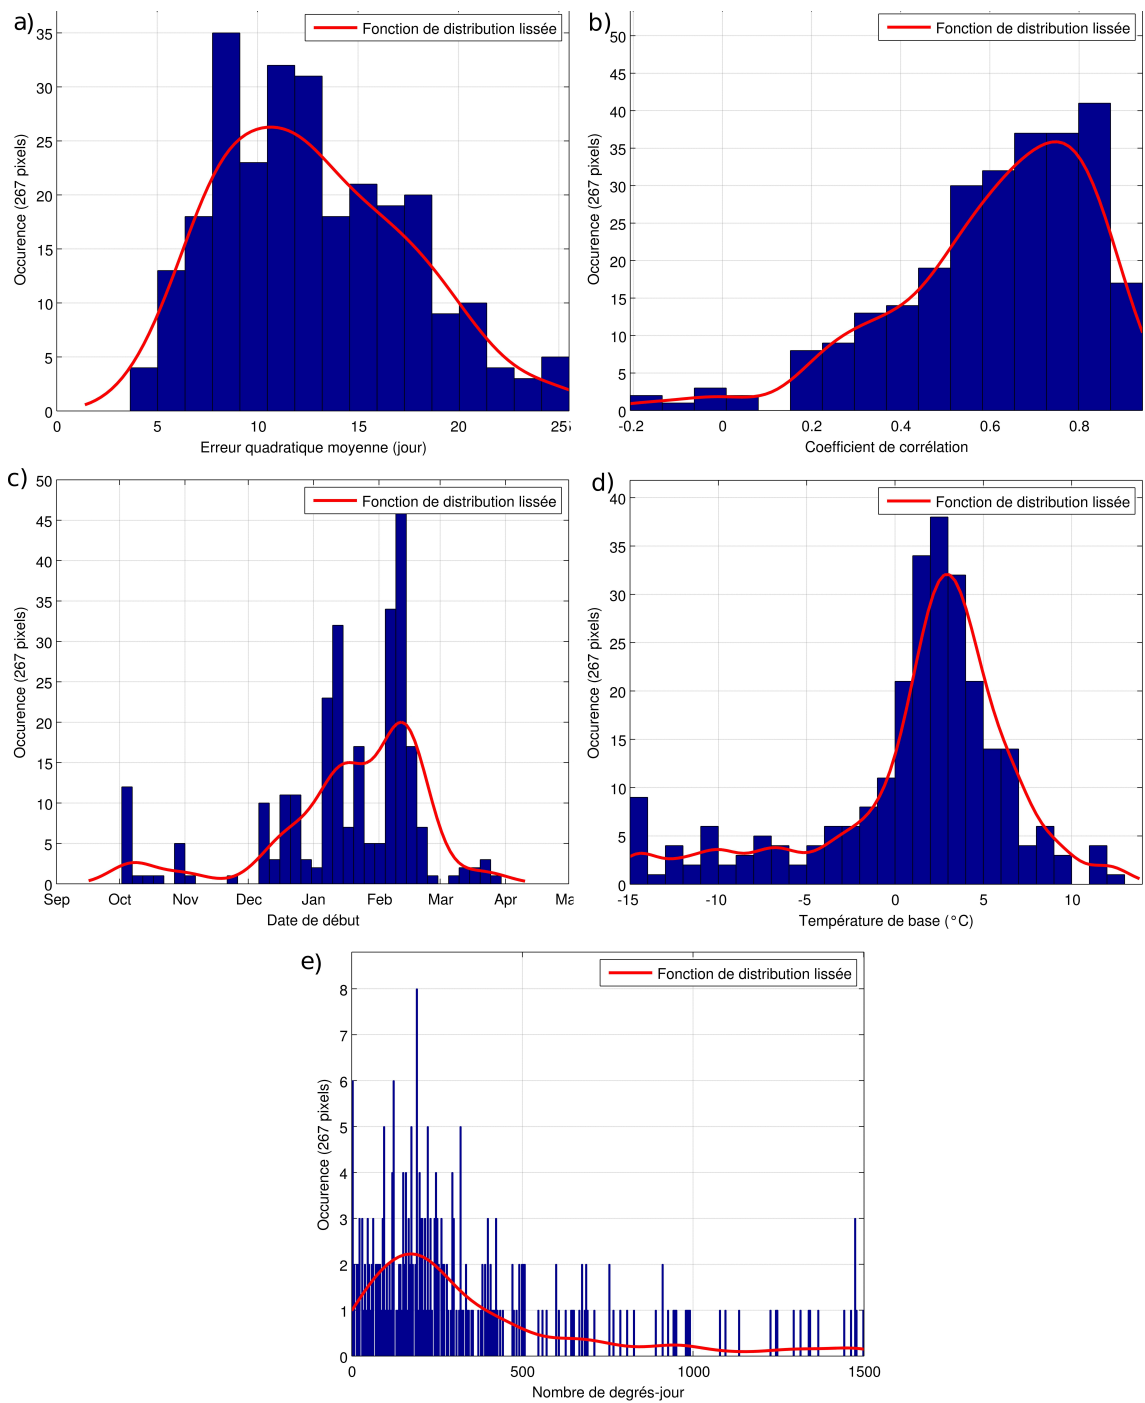 a)
Fonction de distribution lissée
35
30
25
20
15
10
5
0
Occurence (267 pixels)
0 5 10 15 20 25
Erreur quadratique moyenne (jour)
b)
Fonction de distribution lissée
50
45
40
35
30
25
20
15
10
5
0
Occurence (267 pixels)
-0.2 0 0.2 0.4 0.6 0.8
Coefficient de corrélation
c)
Fonction de distribution lissée
50
45
40
35
30
25
20
15
10
5
0
Occurence (267 pixels)
Sep Oct Nov Dec Jan Feb Mar Apr Ma
Date de début
d)
Fonction de distribution lissée
40
35
30
25
20
15
10
5
0
Occurence (267 pixels)
-15 -10 -5 0 5 10
Température de base (°C)
e)
Fonction de distribution lissée
8
7
6
5
4
3
2
1
0
Occurence (267 pixels)
0 500 1000 1500
Nombre de degrés-jour